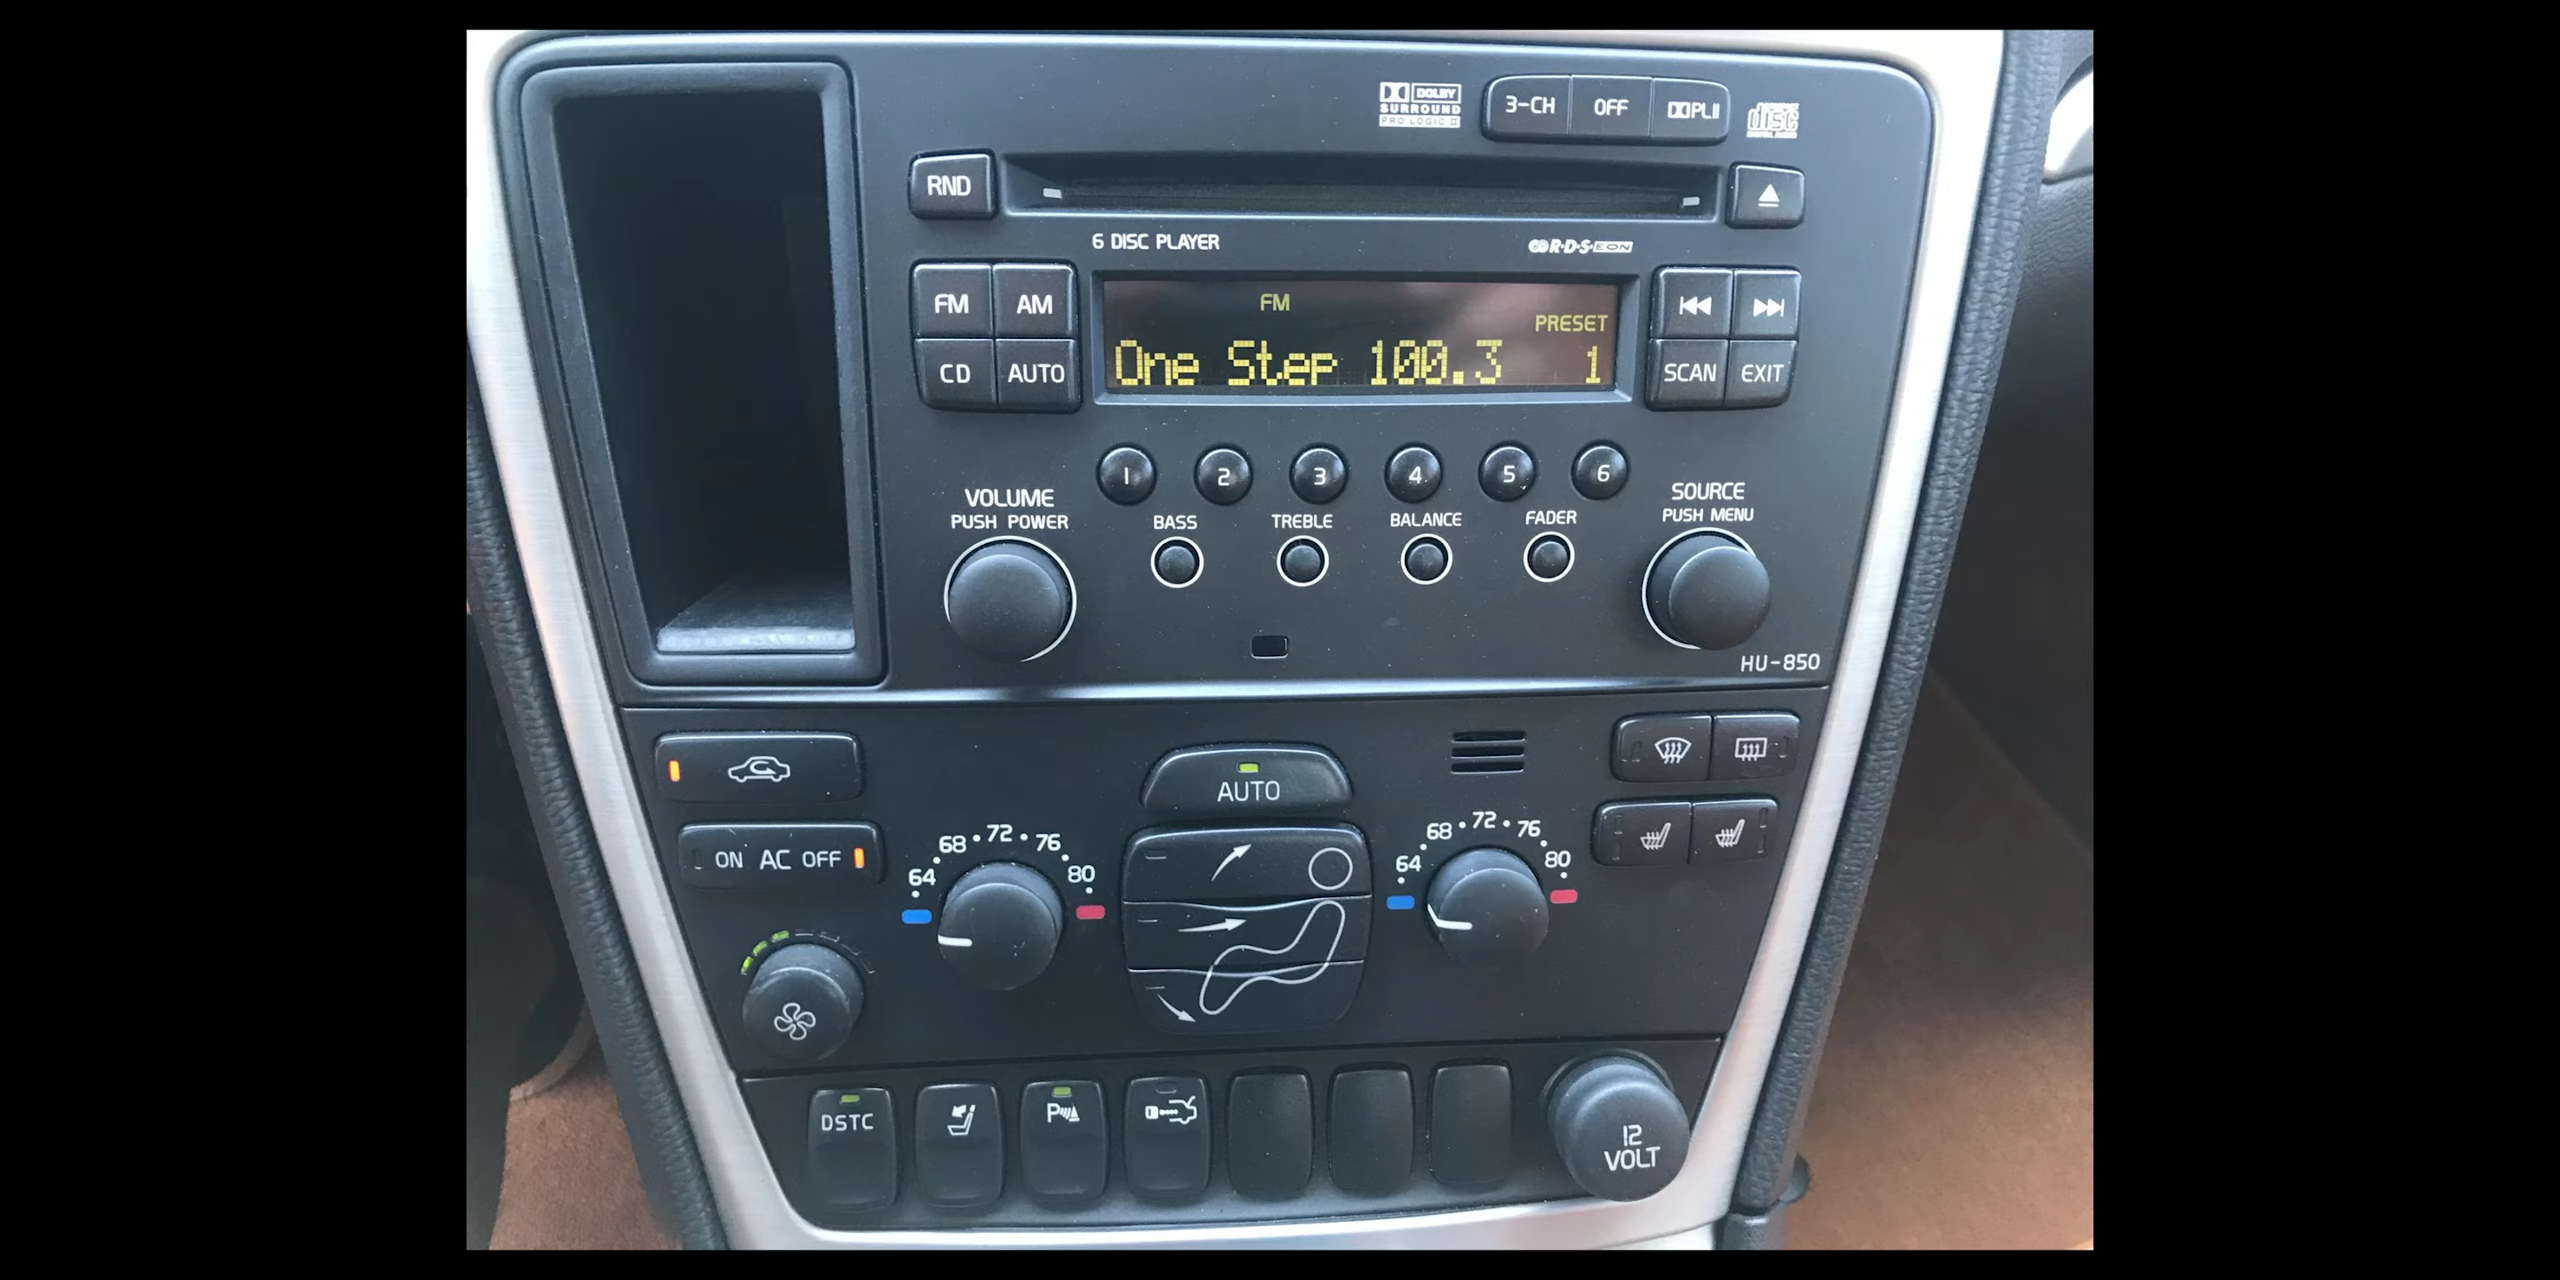 DOLBY
SURROUND
PRO LOGIC II
3-CH OFF PLII
COMPACT
disc
DIGITAL AUDIO
RND
6 DISC PLAYER
R·D·S·EON
FM AM
CD AUTO
FM
PRESET
One Step 100.3 1
SCAN EXIT
1 2 3 4 5 6
VOLUME
PUSH POWER
BASS TREBLE BALANCE FADER
SOURCE
PUSH MENU
HU-850
AUTO
ON AC OFF
64 68 72 76 80
64 68 72 76 80
DSTC
P
12
VOLT